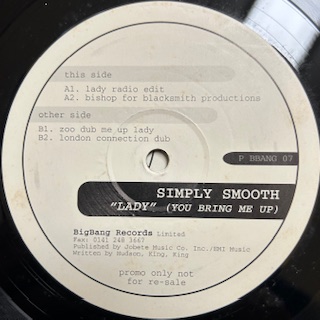 this side
A1. lady radio edit
A2. bishop for blacksmith productions
other side
B1. zoo dub me up lady
B2. london connection dub
P BBANG 07
SIMPLY SMOOTH
"LADY" (YOU BRING ME UP)
BigBang Records Limited
Fax: 0141 248 3667
Published by Jobete Music Co. Inc./EMI Music
Written by Hudson, King, King
promo only not
for re-sale